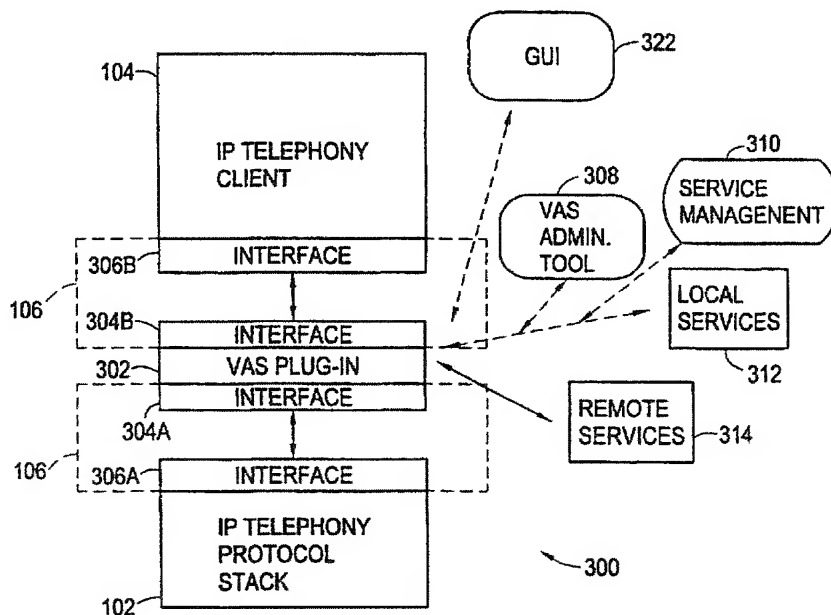 104
IP TELEPHONY
CLIENT
GUI
322
310
SERVICE
MANAGENENT
308
VAS
ADMIN.
TOOL
306B
INTERFACE
106
304B
INTERFACE
LOCAL
SERVICES
312
302
VAS PLUG-IN
INTERFACE
304A
REMOTE
SERVICES
314
106
306A
INTERFACE
IP TELEPHONY
PROTOCOL
STACK
102
300